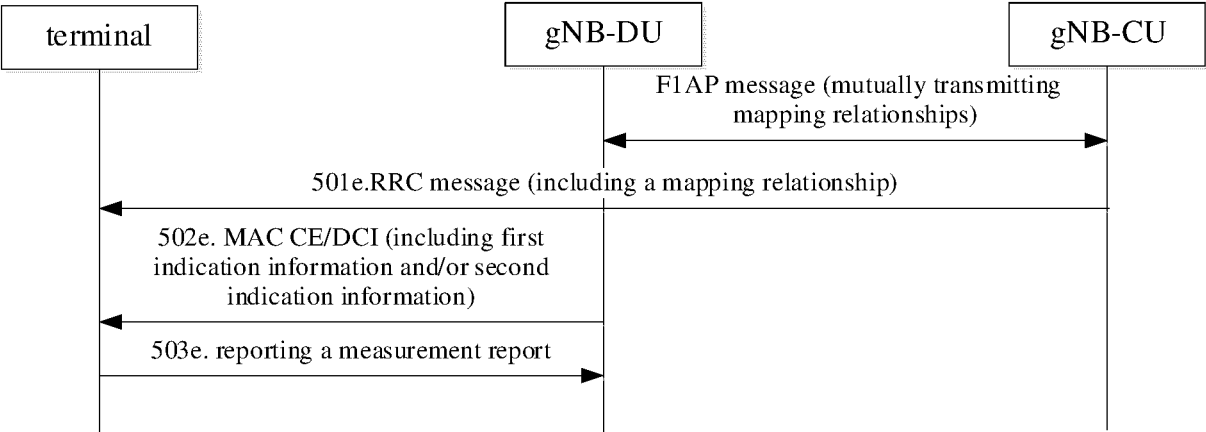 terminal
gNB-DU
gNB-CU
F1AP message (mutually transmitting
mapping relationships)
501e.RRC message (including a mapping relationship)
502e. MAC CE/DCI (including first
indication information and/or second
indication information)
503e. reporting a measurement report